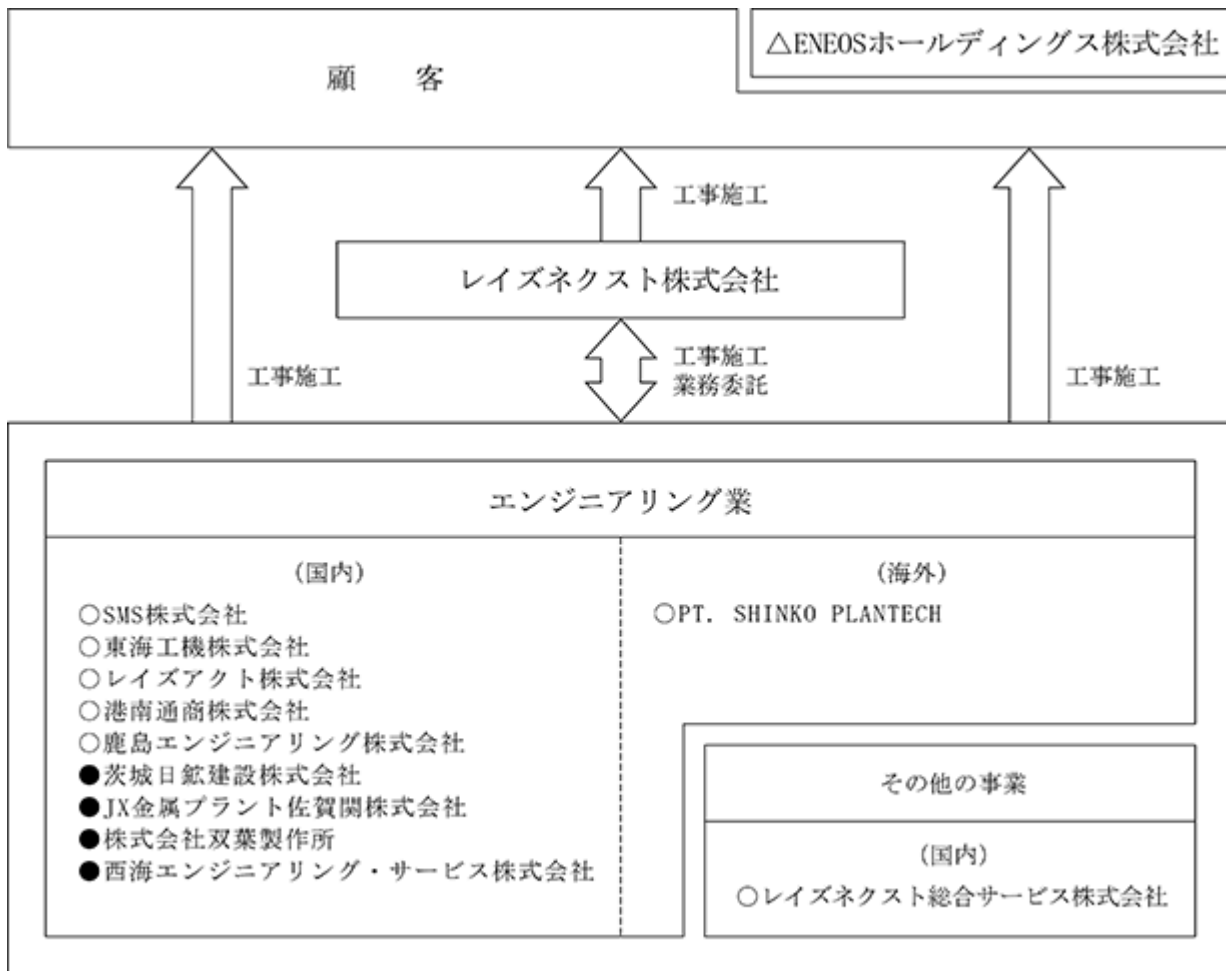 △ENEOSホールディングス株式会社
顧　　客
工事施工
レイズネクスト株式会社
工事施工
工事施工
業務委託
工事施工
エンジニアリング業
(国内)
○SMS株式会社
○東海工機株式会社
○レイズアクト株式会社
○港南通商株式会社
○鹿島エンジニアリング株式会社
●茨城日鉱建設株式会社
●JX金属プラント佐賀関株式会社
●株式会社双葉製作所
●西海エンジニアリング・サービス株式会社
(海外)
○PT. SHINKO PLANTECH
その他の事業
(国内)
○レイズネクスト総合サービス株式会社